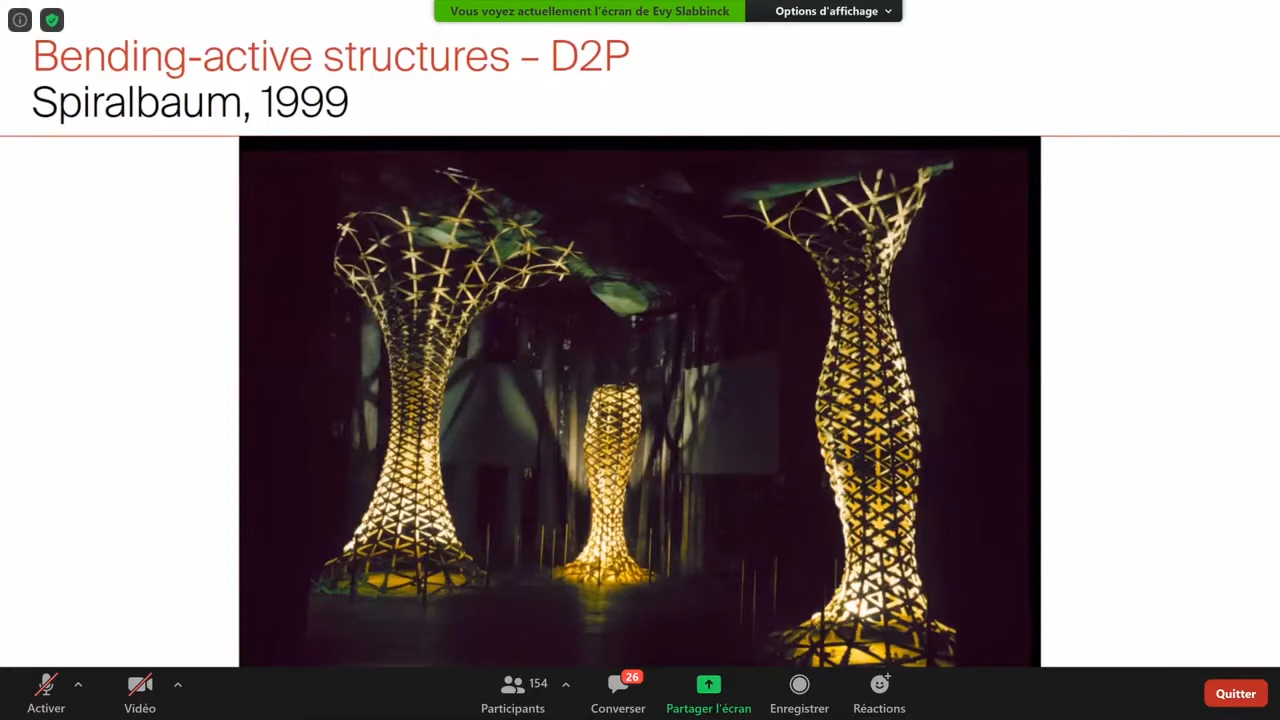 Vous voyez actuellement l'écran de Evy Slabbinck
Options d'affichage
Bending-active structures – D2P
Spiralbaum, 1999
Activer
Vidéo
154
Participants
26
Converser
Partager l'écran
Enregistrer
Réactions
Quitter